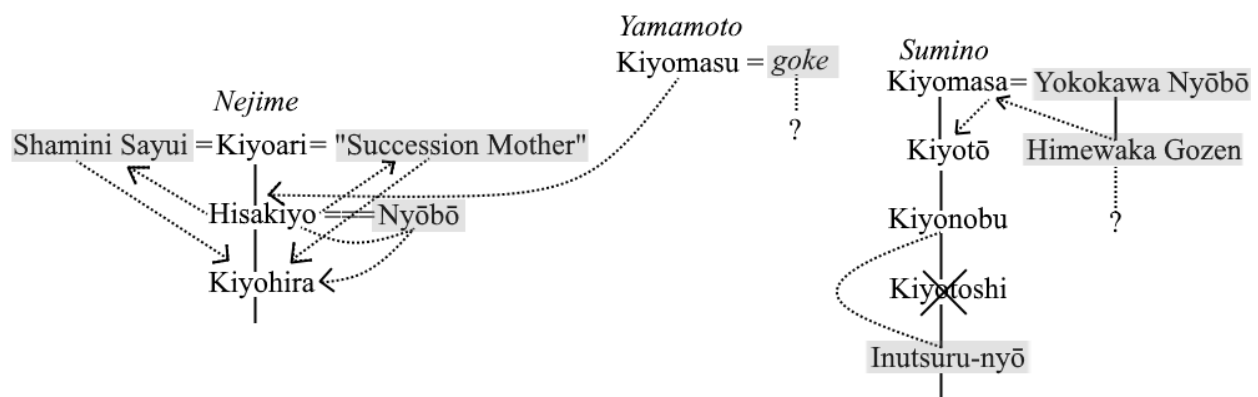 Nejime
Shamini Sayui =Kiyoari= "Succession Mother"
Hisakiyo === Nyōbō
Kiyohira
Yamamoto
Kiyomasu = goke
?
Sumino
Kiyomasa= Yokokawa Nyōbō
Kiyotō Himewaka Gozen
Kiyonobu ?
Kiyotoshi
Inutsuru-nyō